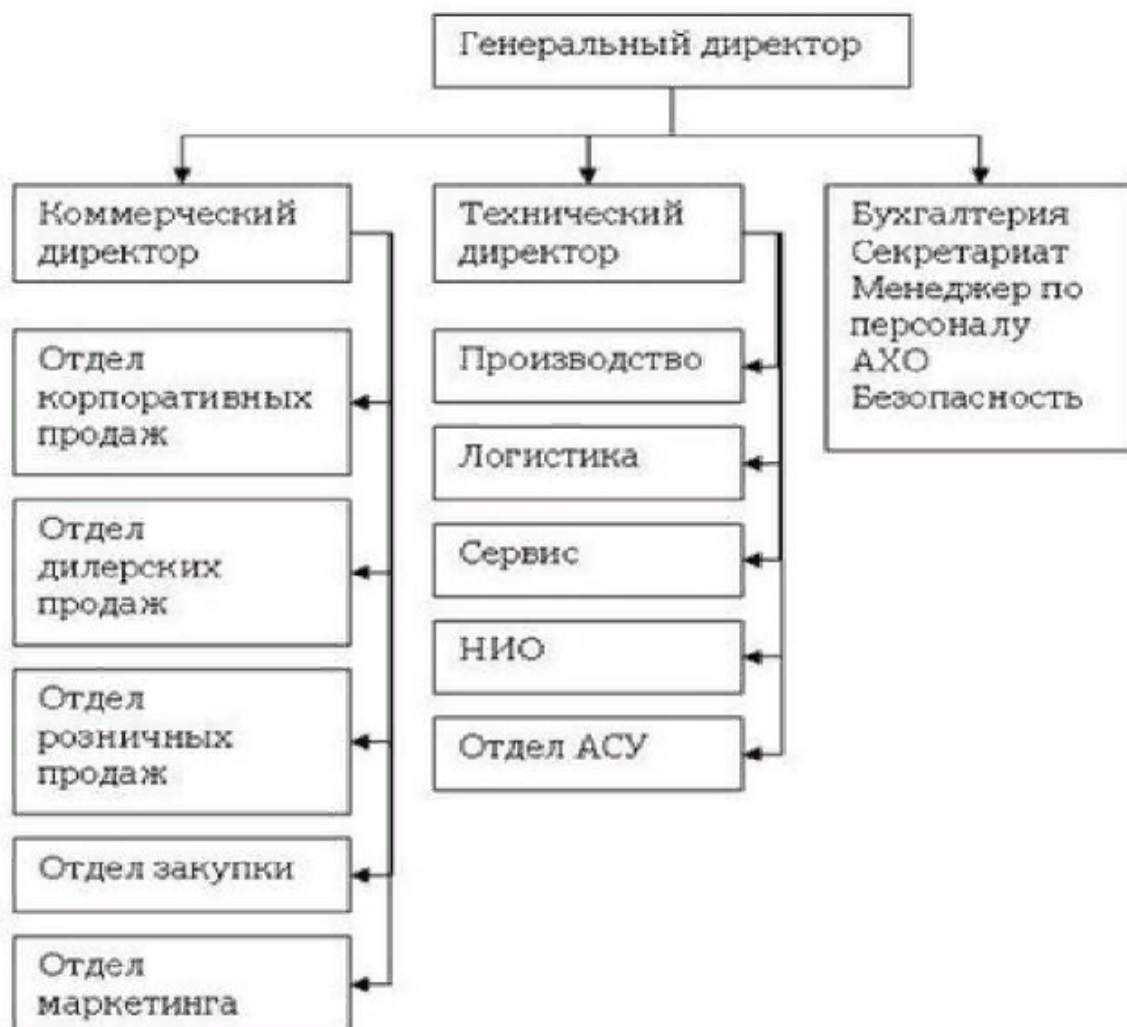 Генеральный директор
Коммерческий
директор
Технический
директор
Бухгалтерия
Секретариат
Менеджер по
персоналу
АХО
Безопасность
Отдел
корпоративных
продаж
Отдел
дилерских
продаж
Отдел
розничных
продаж
Отдел закупки
Отдел
маркетинга
Производство
Логистика
Сервис
НИО
Отдел АСУ